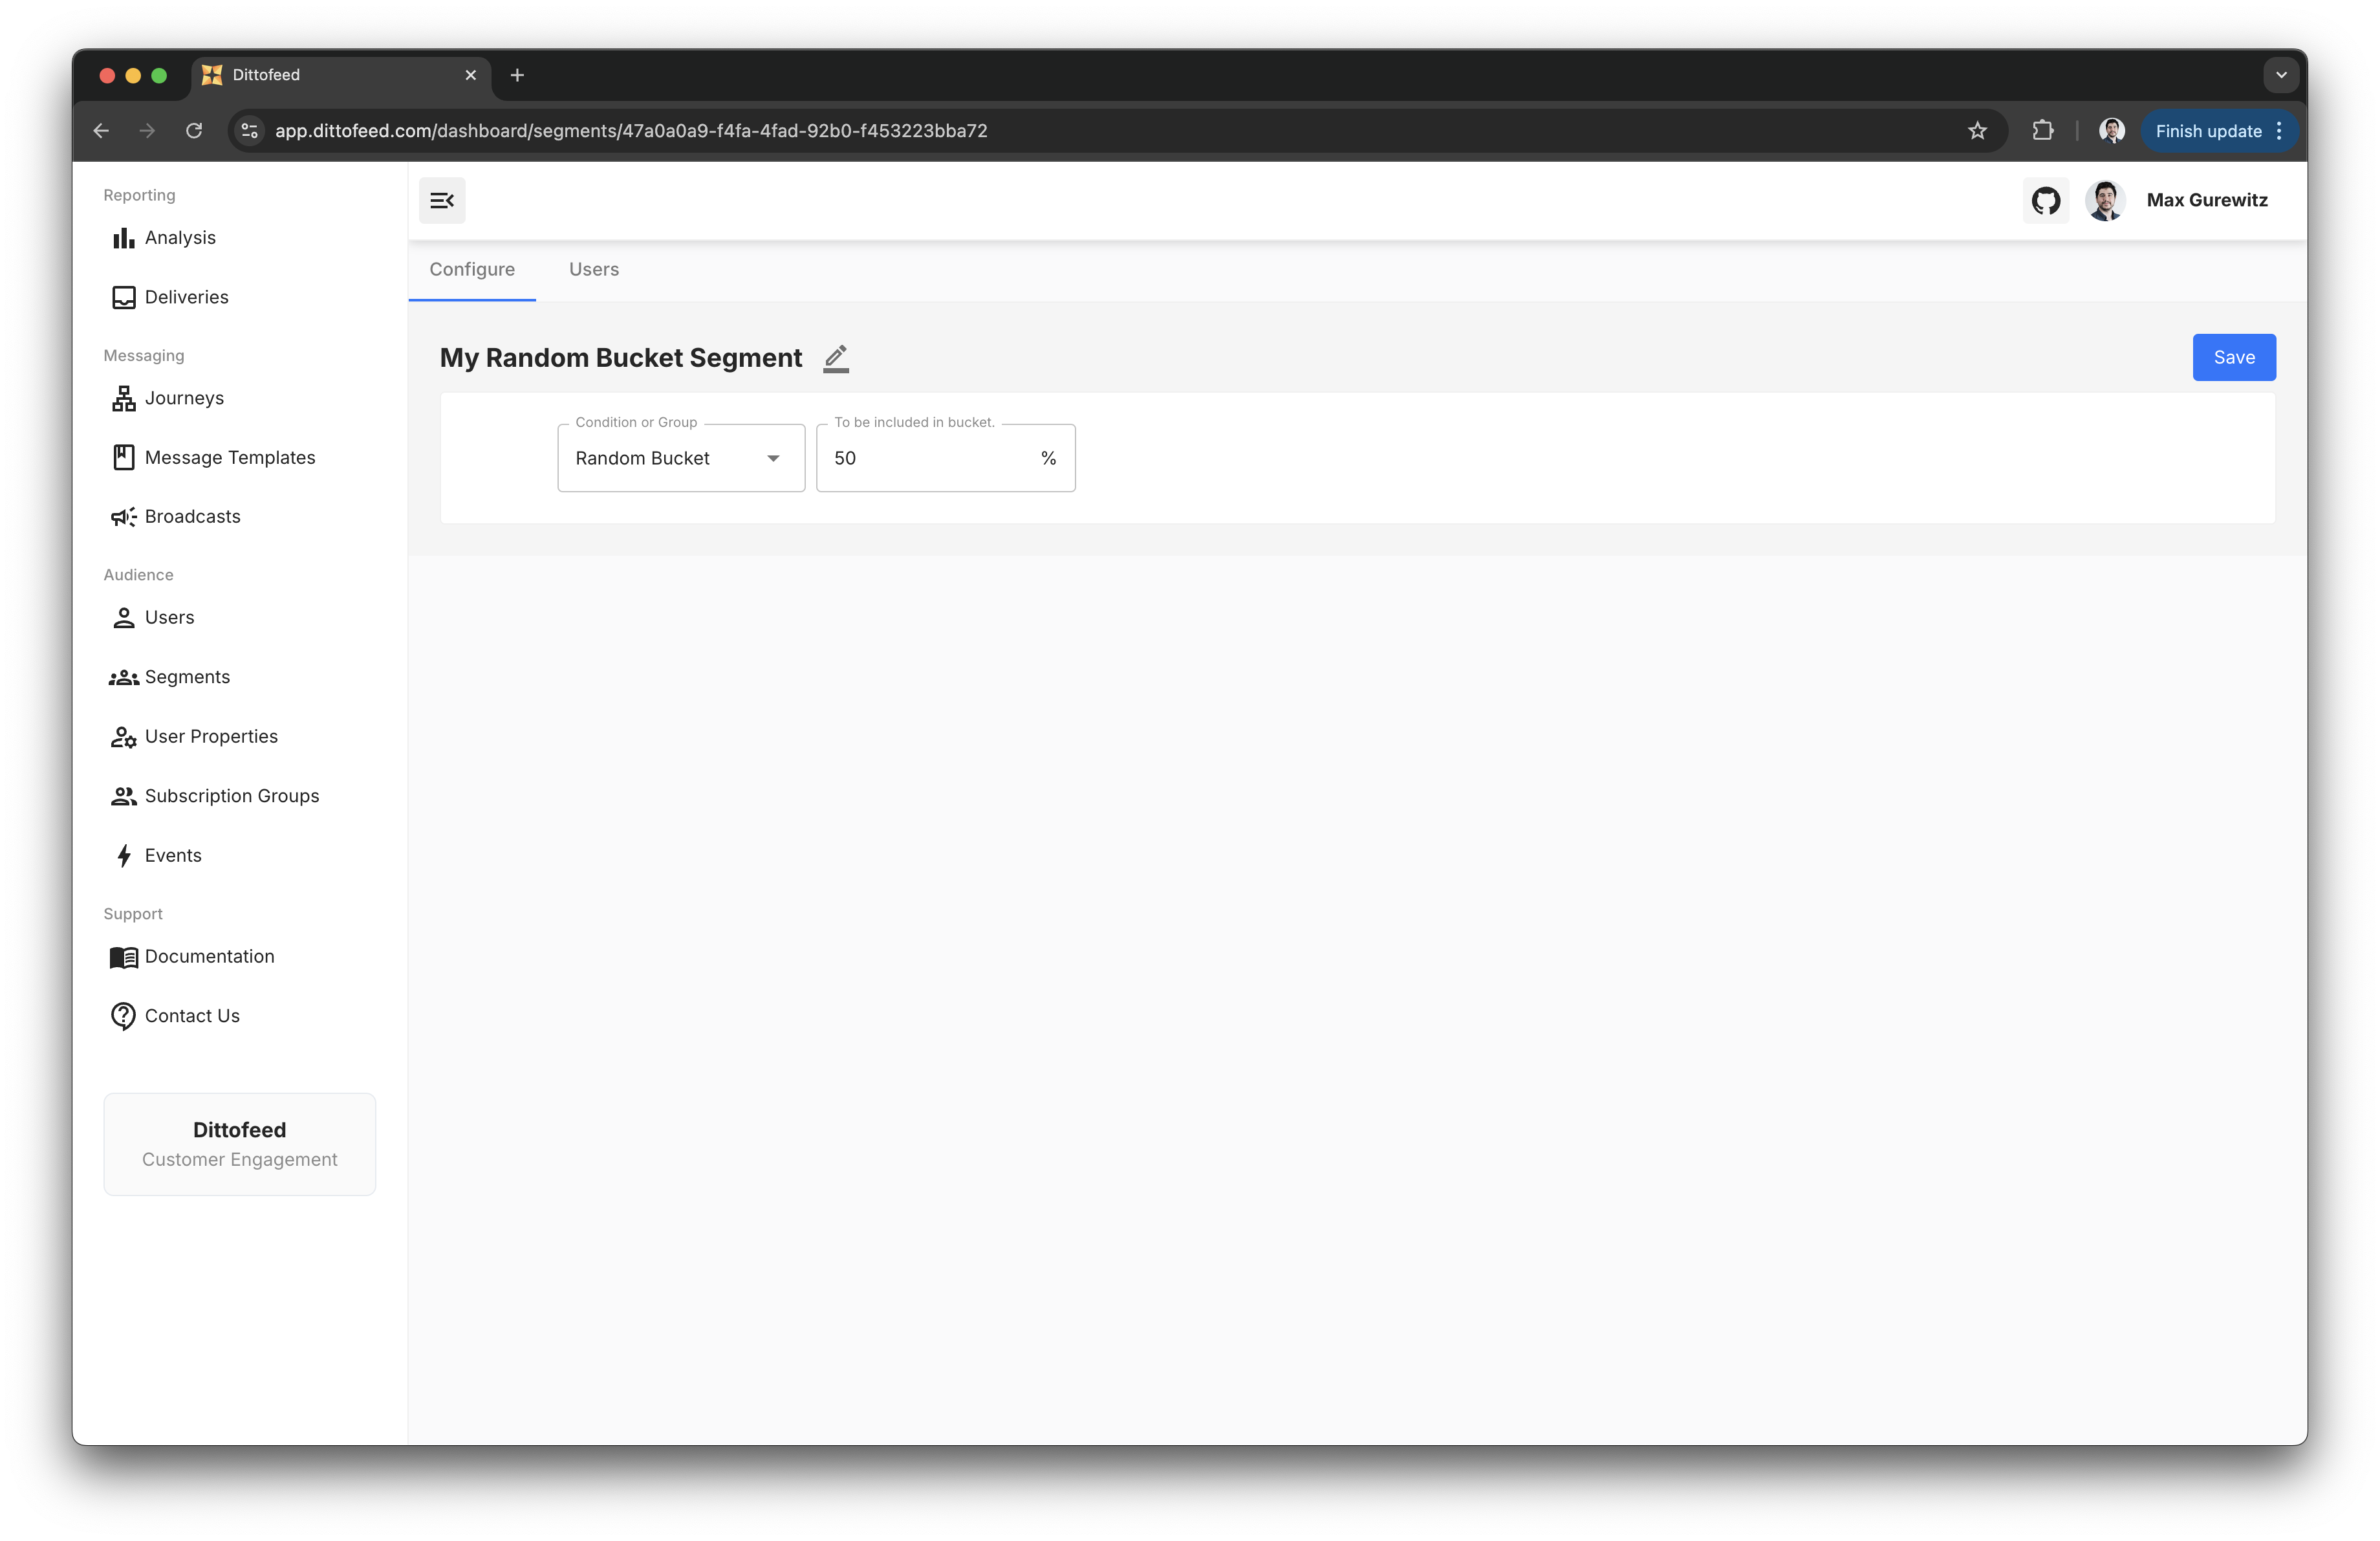 Dittofeed
app.dittofeed.com/dashboard/segments/47a0a0a9-f4fa-4fad-92b0-f453223bba72
Finish update
Reporting
Analysis
Deliveries
Messaging
Journeys
Message Templates
Broadcasts
Audience
Users
Segments
User Properties
Subscription Groups
Events
Support
Documentation
Contact Us
Dittofeed
Customer Engagement
Max Gurewitz
Configure Users
My Random Bucket Segment
Save
Condition or Group To be included in bucket.
Random Bucket 50 %